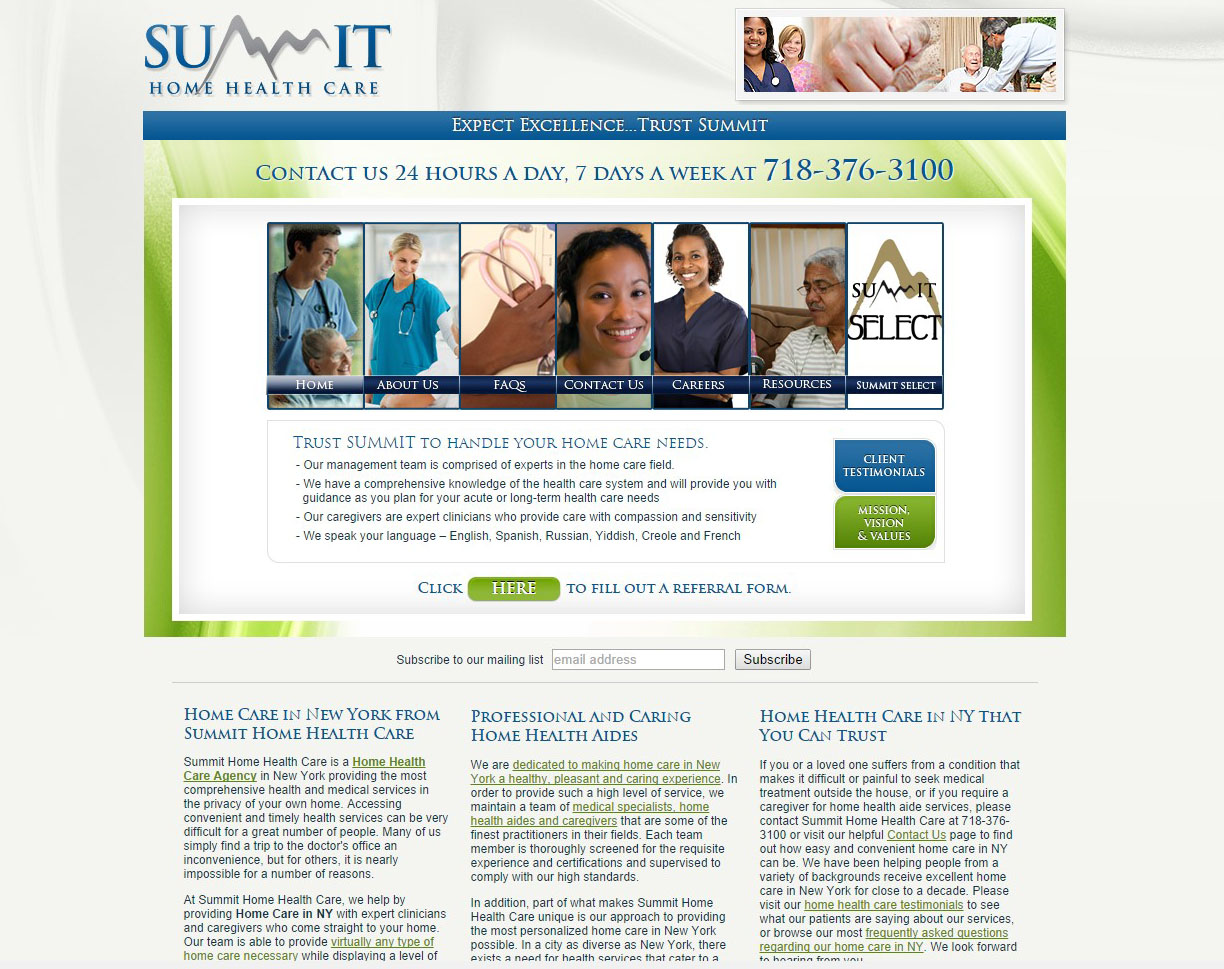 SUMMIT
HOME HEALTH CARE
Expect Excellence...Trust Summit
Contact us 24 hours a day, 7 days a week at 718-376-3100
SUMMIT
SELECT
Home
About Us
FAQs
Contact Us
Careers
Resources
Summit select
Trust SUMMIT to handle your home care needs.
- Our management team is comprised of experts in the home care field.
- We have a comprehensive knowledge of the health care system and will provide you with
guidance as you plan for your acute or long-term health care needs
- Our caregivers are expert clinicians who provide care with compassion and sensitivity
- We speak your language – English, Spanish, Russian, Yiddish, Creole and French
CLIENT
TESTIMONIALS
MISSION,
VISION
& VALUES
Click HERE to fill out a referral form.
Subscribe to our mailing list email address Subscribe
Home Care in New York from
Summit Home Health Care
Summit Home Health Care is a Home Health
Care Agency in New York providing the most
comprehensive health and medical services in
the privacy of your own home. Accessing
convenient and timely health services can be very
difficult for a great number of people. Many of us
simply find a trip to the doctor's office an
inconvenience, but for others, it is nearly
impossible for a number of reasons.
At Summit Home Health Care, we help by
providing Home Care in NY with expert clinicians
and caregivers who come straight to your home.
Our team is able to provide virtually any type of
home care necessary while displaying a level of
Professional and Caring
Home Health Aides
We are dedicated to making home care in New
York a healthy, pleasant and caring experience. In
order to provide such a high level of service, we
maintain a team of medical specialists, home
health aides and caregivers that are some of the
finest practitioners in their fields. Each team
member is thoroughly screened for the requisite
experience and certifications and supervised to
comply with our high standards.
In addition, part of what makes Summit Home
Health Care unique is our approach to providing
the most personalized home care in New York
possible. In a city as diverse as New York, there
exists a need for health services that cater to a
Home Health Care in NY That
You Can Trust
If you or a loved one suffers from a condition that
makes it difficult or painful to seek medical
treatment outside the house, or if you require a
caregiver for home health aide services, please
contact Summit Home Health Care at 718-376-
3100 or visit our helpful Contact Us page to find
out how easy and convenient home care in NY
can be. We have been helping people from a
variety of backgrounds receive excellent home
care in New York for close to a decade. Please
visit our home health care testimonials to see
what our patients are saying about our services,
or browse our most frequently asked questions
regarding our home care in NY. We look forward
to hearing from you.